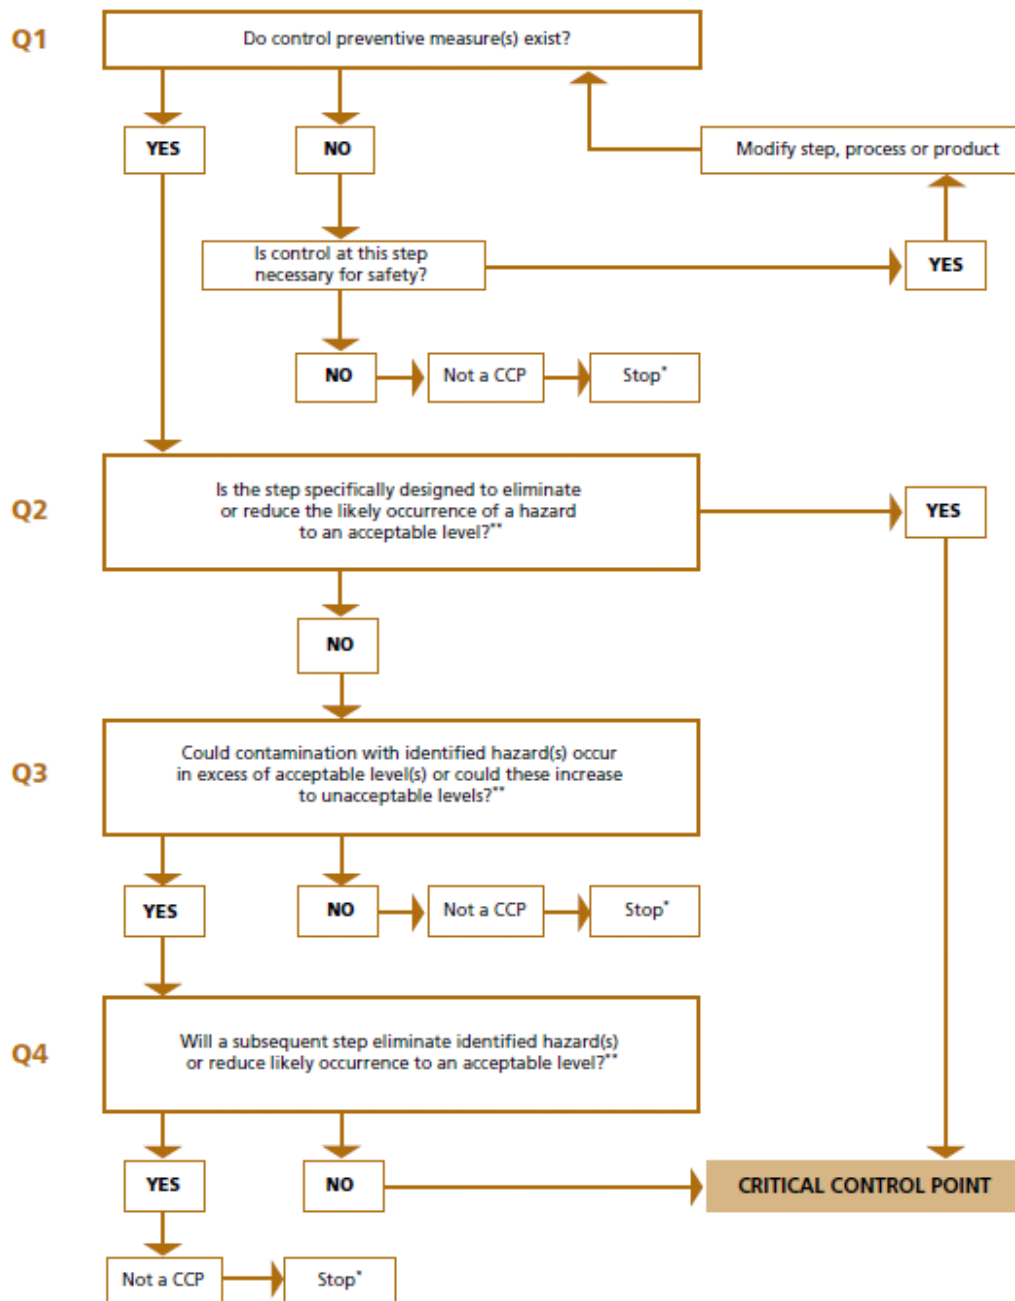 Q1
Do control preventive measure(s) exist?
YES
NO
Modify step, process or product
Is control at this step
necessary for safety?
YES
NO
Not a CCP
Stop*
Q2
Is the step specifically designed to eliminate
or reduce the likely occurrence of a hazard
to an acceptable level?**
YES
NO
Q3
Could contamination with identified hazard(s) occur
in excess of acceptable level(s) or could these increase
to unacceptable levels?**
YES
NO
Not a CCP
Stop*
Q4
Will a subsequent step eliminate identified hazard(s)
or reduce likely occurrence to an acceptable level?**
YES
NO
CRITICAL CONTROL POINT
Not a CCP
Stop*